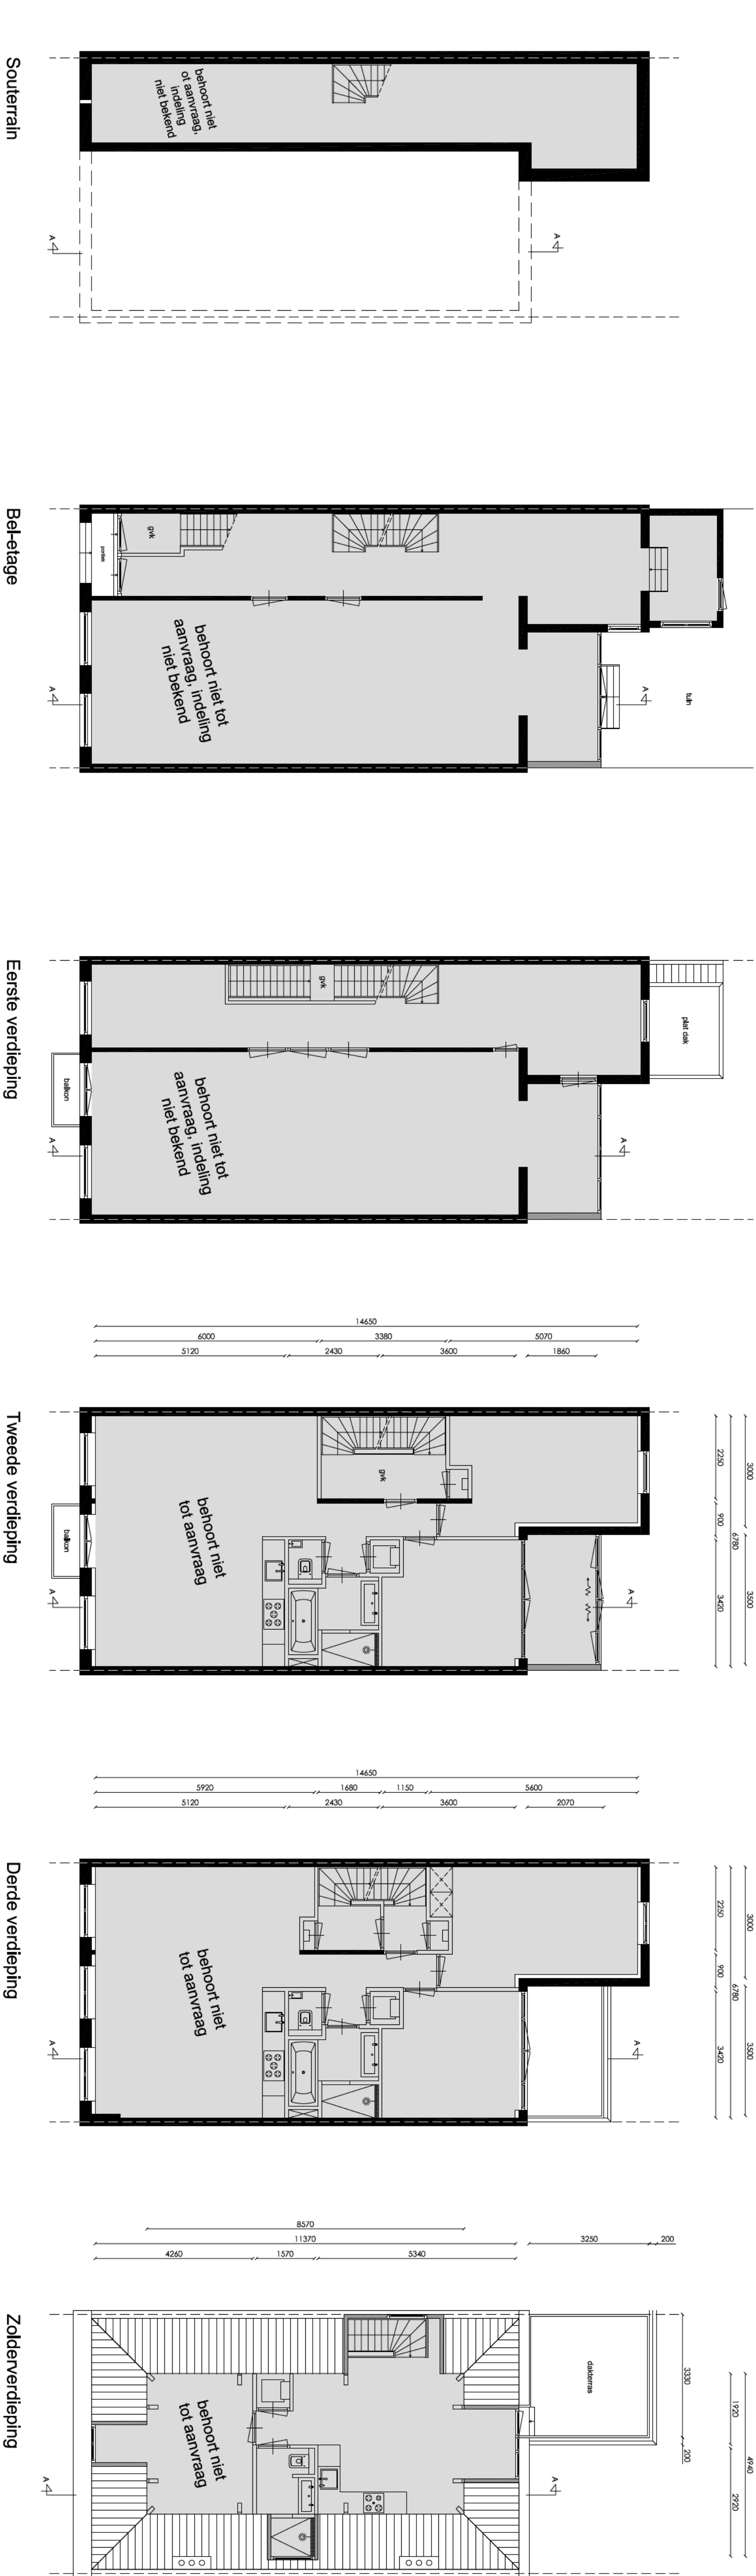 Souterrain
behoort niet
ot aanvraag,
indeling
niet bekend
A
A
Bel-etage
gvk
portiek
behoort niet tot
aanvraag, indeling
niet bekend
tuin
A
A
Eerste verdieping
gvk
plat dak
balkon
behoort niet tot
aanvraag, indeling
niet bekend
A
A
14650
6000 3380 5070
5120 2430 3600 1860
Tweede verdieping
gvk
balkon
behoort niet
tot aanvraag
A
A
3000 3500
6780
2250 900 3420
14650
5920 1680 1150 5600
5120 2430 3600 2070
Derde verdieping
behoort niet
tot aanvraag
A
A
3000 3500
6780
2250 900 3420
8570
11370 3250 200
4260 1570 5340
Zolderverdieping
dakterras
behoort niet
tot aanvraag
A
A
4940
1920 2920
3330 200